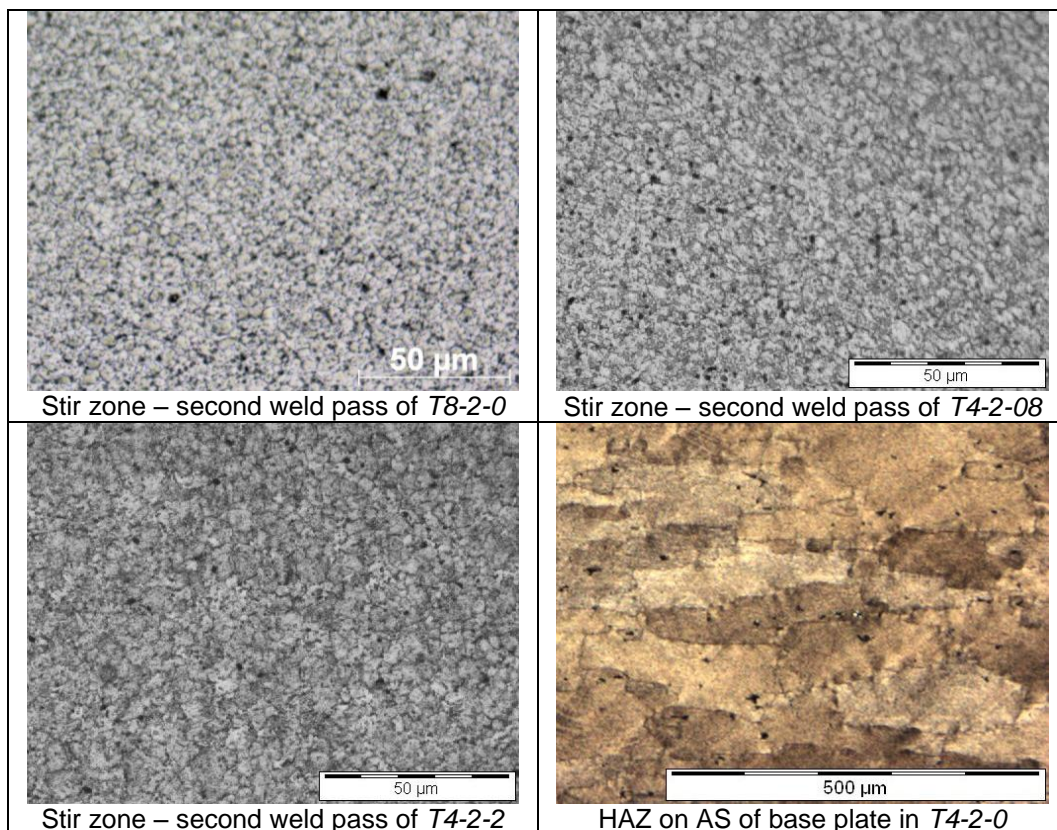 50 µm
Stir zone – second weld pass of T8-2-0
50 µm
Stir zone – second weld pass of T4-2-08
50 µm
Stir zone – second weld pass of T4-2-2
500 µm
HAZ on AS of base plate in T4-2-0